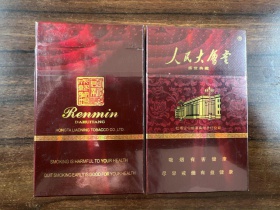 Renmin
DAHUITANG
HONGTA LIAONING TOBACCO CO.,LTD.
SMOKING IS HARMFUL TO YOUR HEALTH
QUIT SMOKING EARLY IS GOOD FOR YOUR HEALTH
人民大會堂
吸烟有害健康
尽早戒烟有益健康